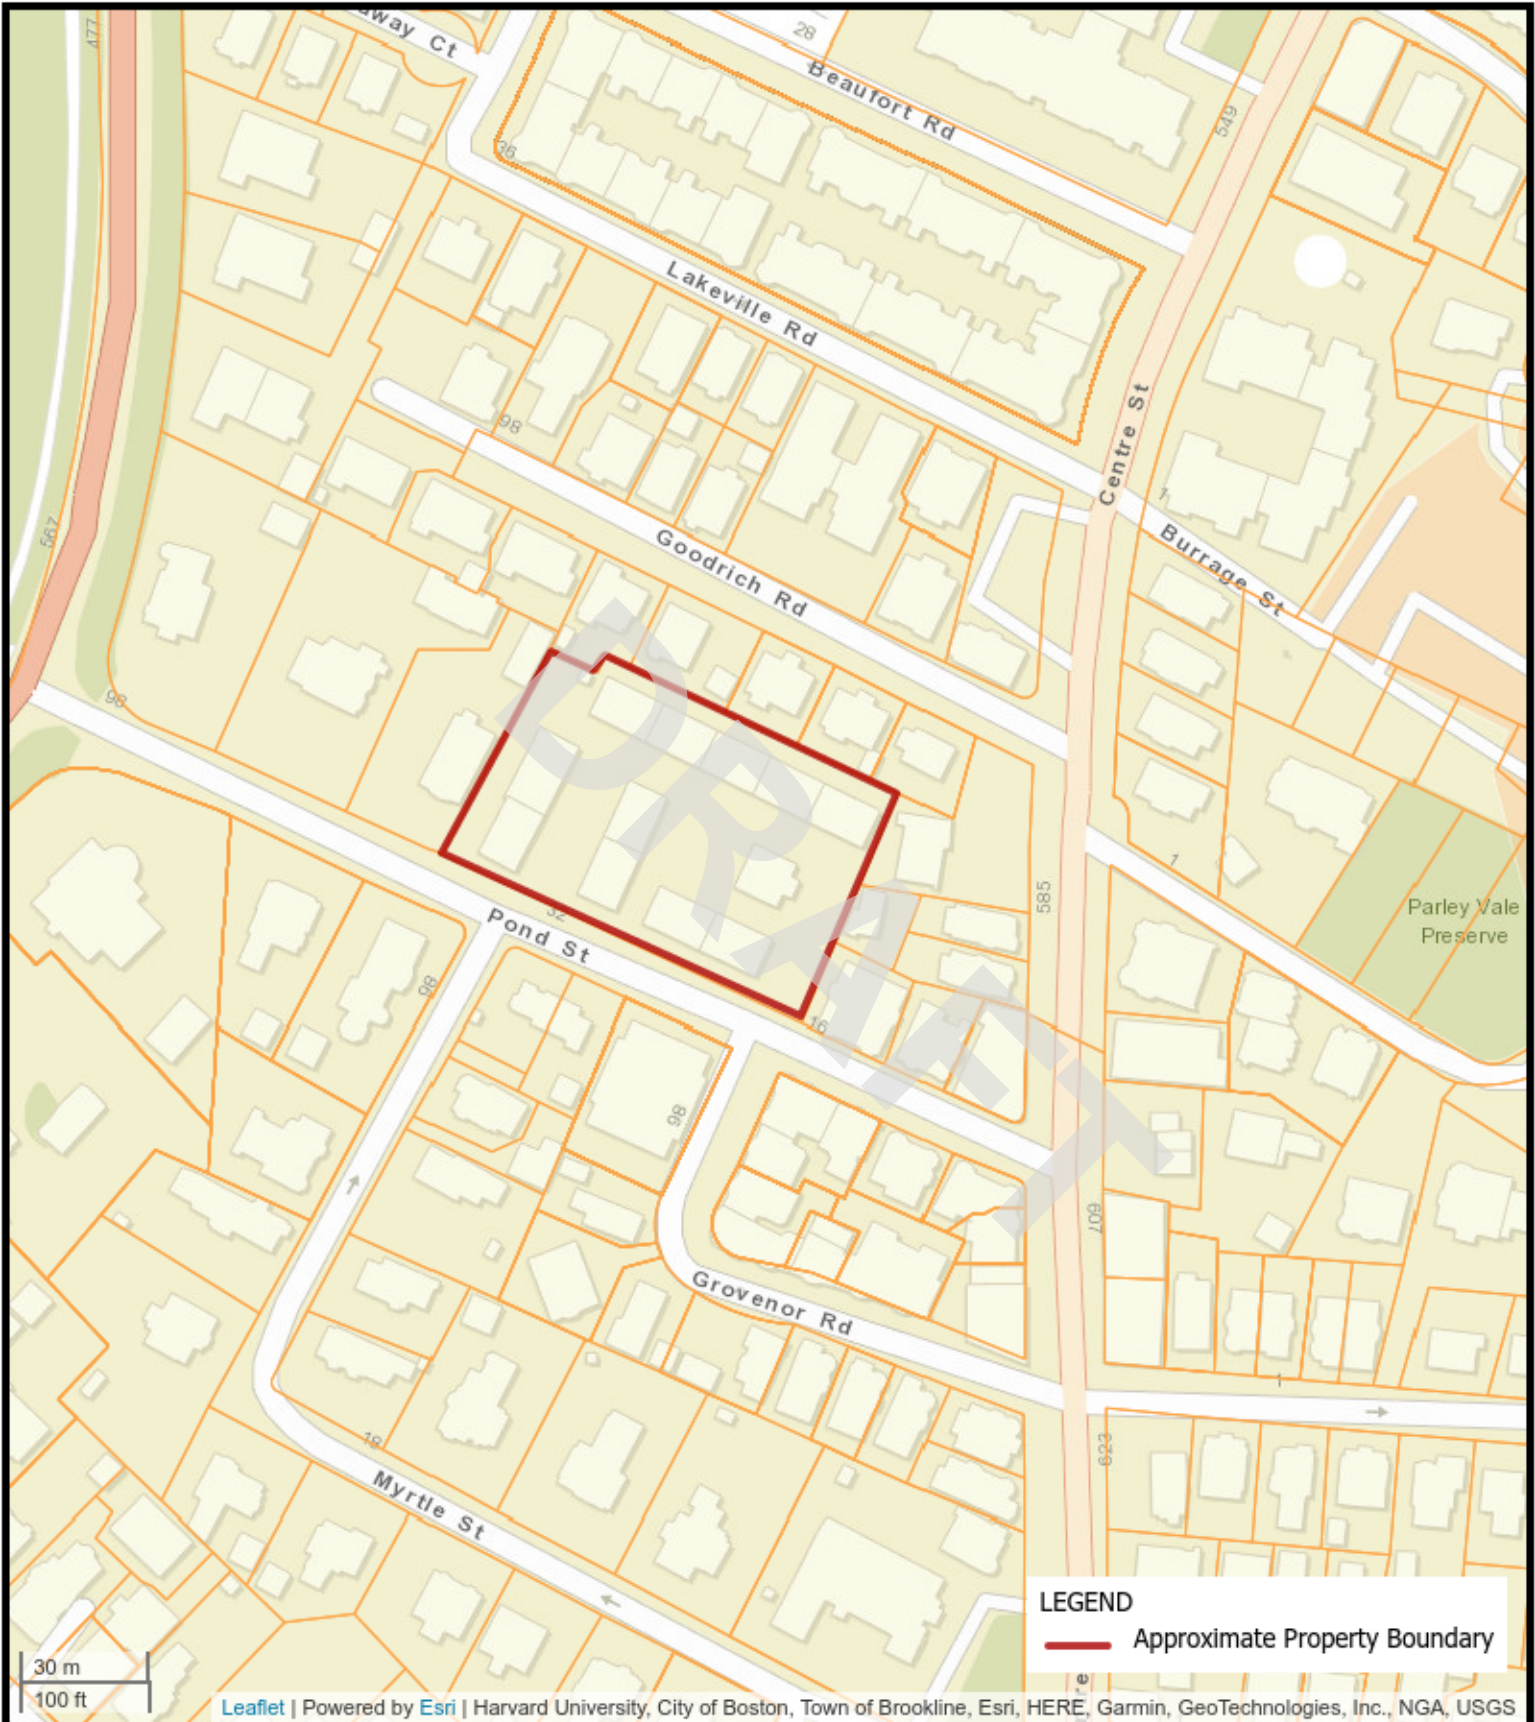 477
away Ct
28
Beaufort Rd
549
36
Lakeville Rd
Centre St
98
1
Burrage St
567
Goodrich Rd
98
DRAFT
1
585
Parley Vale
Preserve
32
Pond St
98
16
98
607
Grovenor Rd
1
18
623
Myrtle St
LEGEND
Approximate Property Boundary
30 m
100 ft
re
Leaflet | Powered by Esri | Harvard University, City of Boston, Town of Brookline, Esri, HERE, Garmin, GeoTechnologies, Inc., NGA, USGS